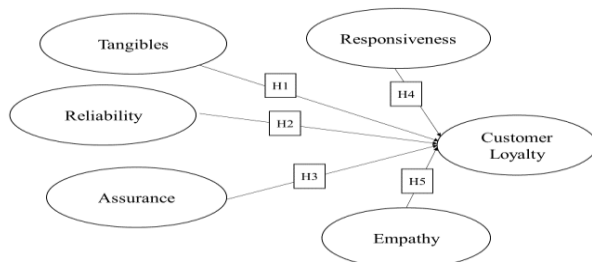 Tangibles
Responsiveness
H1
H4
Reliability
H2
Customer
Loyalty
H3
H5
Assurance
Empathy